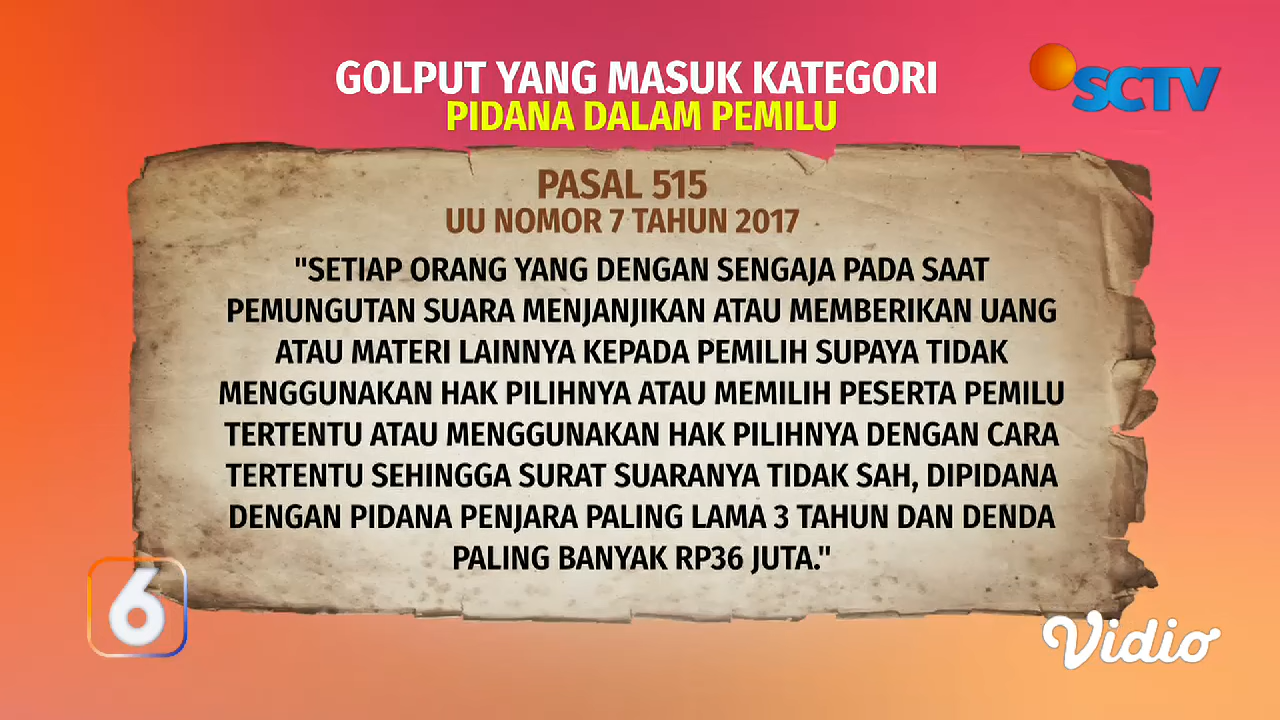 GOLPUT YANG MASUK KATEGORI
PIDANA DALAM PEMILU
SCTV
PASAL 515
UU NOMOR 7 TAHUN 2017
"SETIAP ORANG YANG DENGAN SENGAJA PADA SAAT
PEMUNGUTAN SUARA MENJANJIKAN ATAU MEMBERIKAN UANG
ATAU MATERI LAINNYA KEPADA PEMILIH SUPAYA TIDAK
MENGGUNAKAN HAK PILIHNYA ATAU MEMILIH PESERTA PEMILU
TERTENTU ATAU MENGGUNAKAN HAK PILIHNYA DENGAN CARA
TERTENTU SEHINGGA SURAT SUARANYA TIDAK SAH, DIPIDANA
DENGAN PIDANA PENJARA PALING LAMA 3 TAHUN DAN DENDA
PALING BANYAK RP36 JUTA."
6
Vidio